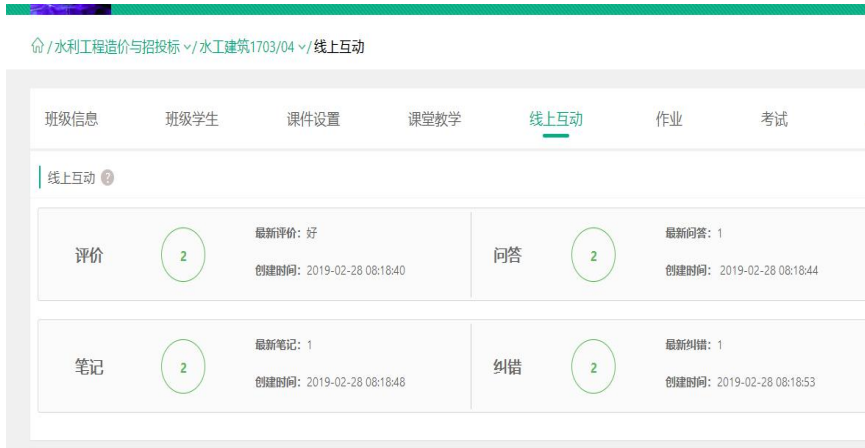 /水利工程造价与招投标 /水工建筑1703/04 /线上互动
班级信息 班级学生 课件设置 课堂教学 线上互动 作业 考试
线上互动 ?
评价 2 最新评价：好
创建时间：2019-02-28 08:18:40
问答 2 最新问答：1
创建时间： 2019-02-28 08:18:44
笔记 2 最新笔记：1
创建时间：2019-02-28 08:18:48
纠错 2 最新纠错：1
创建时间：2019-02-28 08:18:53